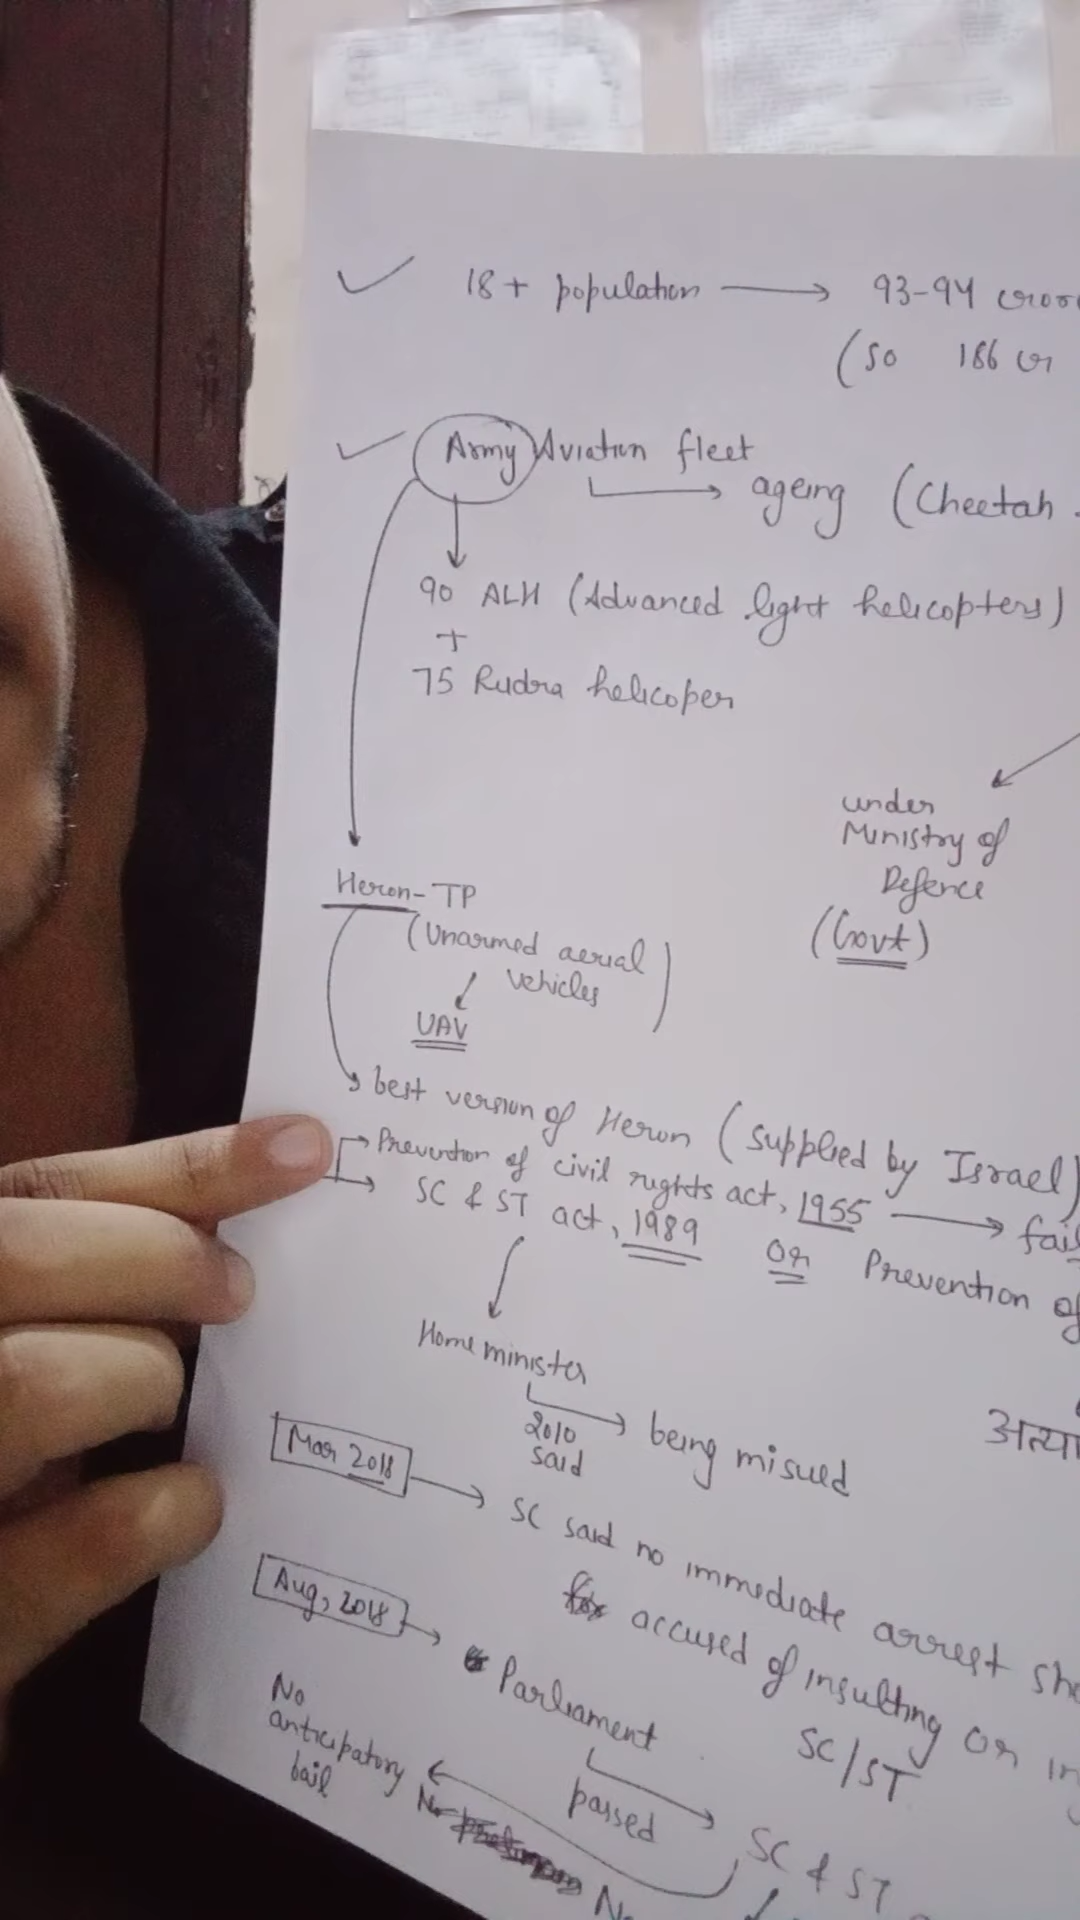 18+ population → 93-94
(so 186 cr
Army Aviation fleet
→ ageing (Cheetah
90 ALH (Advanced light helicopters)
+
75 Rudra helicoper
under
Ministry of
Defence
(Govt)
Heron-TP
(Unarmed aerial
vehicles)
UAV
best version of Heron (supplied by Israel)
→ Prevention of civil rights act, 1955 →
→ SC & ST act, 1989 or Prevention of
Home minister
2010
said
→ being misued
Mar 2018 → SC said no immediate arrest
accused of insulting or
SC/ST
Aug, 2018 → Parliament
passed → SC & ST
No
anticipatory
bail
No